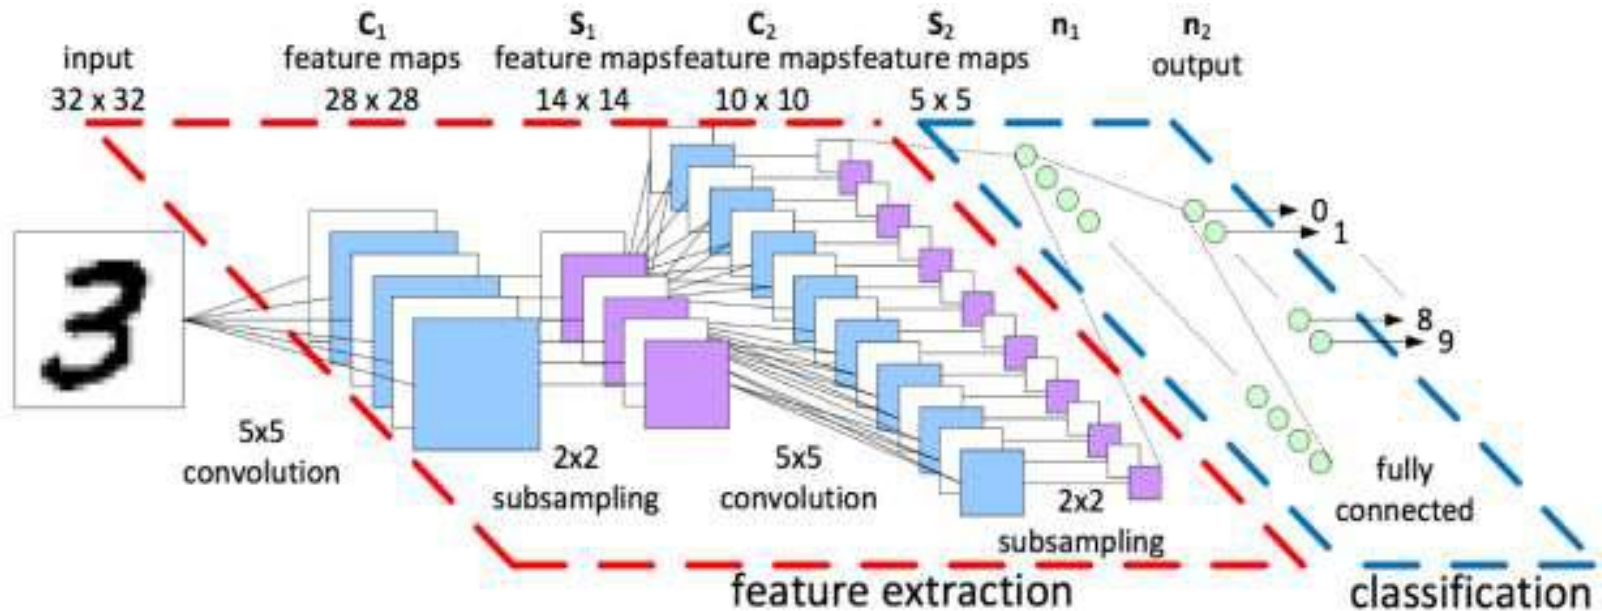 input
32 x 32
C₁
feature maps
28 x 28
S₁
feature maps
14 x 14
C₂
feature maps
10 x 10
S₂
feature maps
5 x 5
n₁
n₂
output
0
1
8
9
5x5
convolution
2x2
subsampling
5x5
convolution
2x2
subsampling
fully
connected
feature extraction
classification